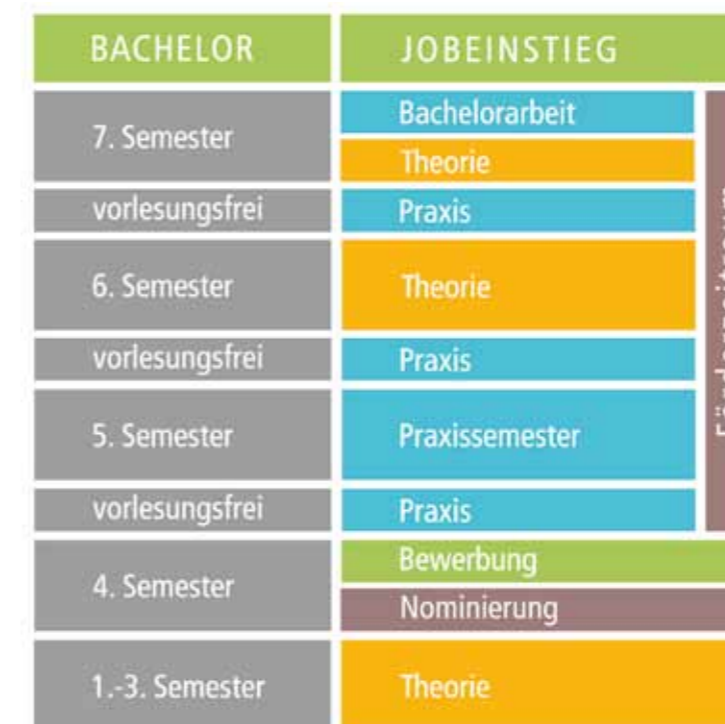 BACHELOR JOBEINSTIEG
7. Semester
Bachelorarbeit
Theorie
vorlesungsfrei Praxis
6. Semester Theorie
vorlesungsfrei Praxis
5. Semester Praxissemester
vorlesungsfrei Praxis
4. Semester
Bewerbung
Nominierung
1.-3. Semester Theorie